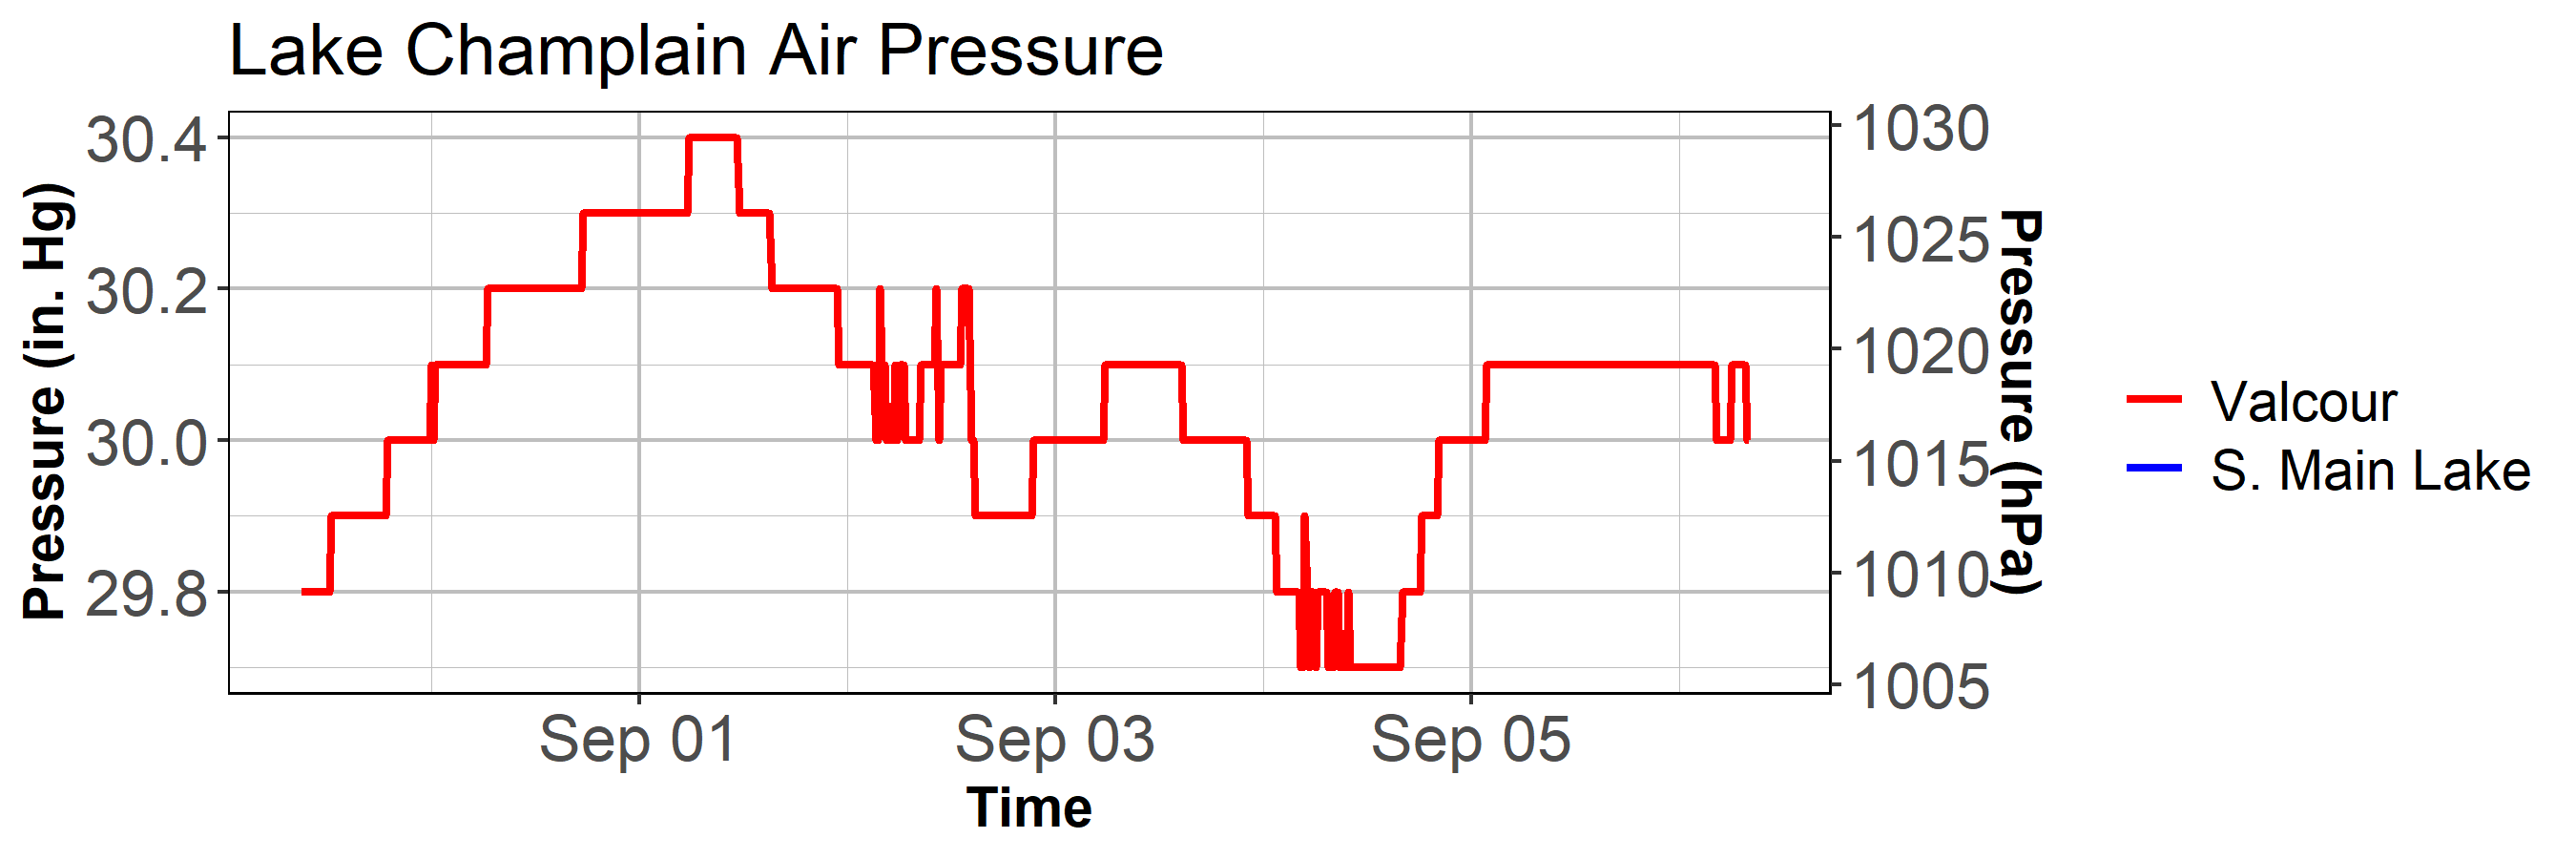 Lake Champlain Air Pressure
Pressure (in. Hg)
30.4
30.2
30.0
29.8
1030
1025
1020
1015
1010
1005
Pressure (hPa)
Sep 01
Sep 03
Sep 05
Time
Valcour
S. Main Lake